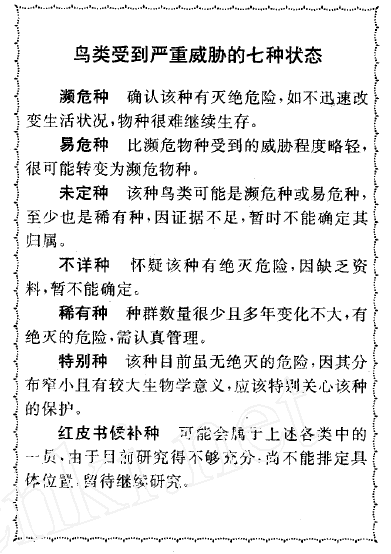 鸟类受到严重威胁的七种状态
濒危种 确认该种有灭绝危险，如不迅速改
变生活状况，物种很难继续生存。
易危种 比濒危物种受到的威胁程度略轻，
很可能转变为濒危物种。
未定种 该种鸟类可能是濒危种或易危种，
至少也是稀有种，因证据不足，暂时不能确定其
归属。
不详种 怀疑该种有绝灭危险，因缺乏资
料，暂不能确定。
稀有种 种群数量很少且多年变化不大，有
绝灭的危险，需认真管理。
特别种 该种目前虽无绝灭的危险，因其分
布窄小且有较大生物学意义，应该特别关心该种
的保护。
红皮书候补种 可能会属于上述各类中的
一员，由于目前研究得不够充分，尚不能排定具
体位置，留待继续研究。